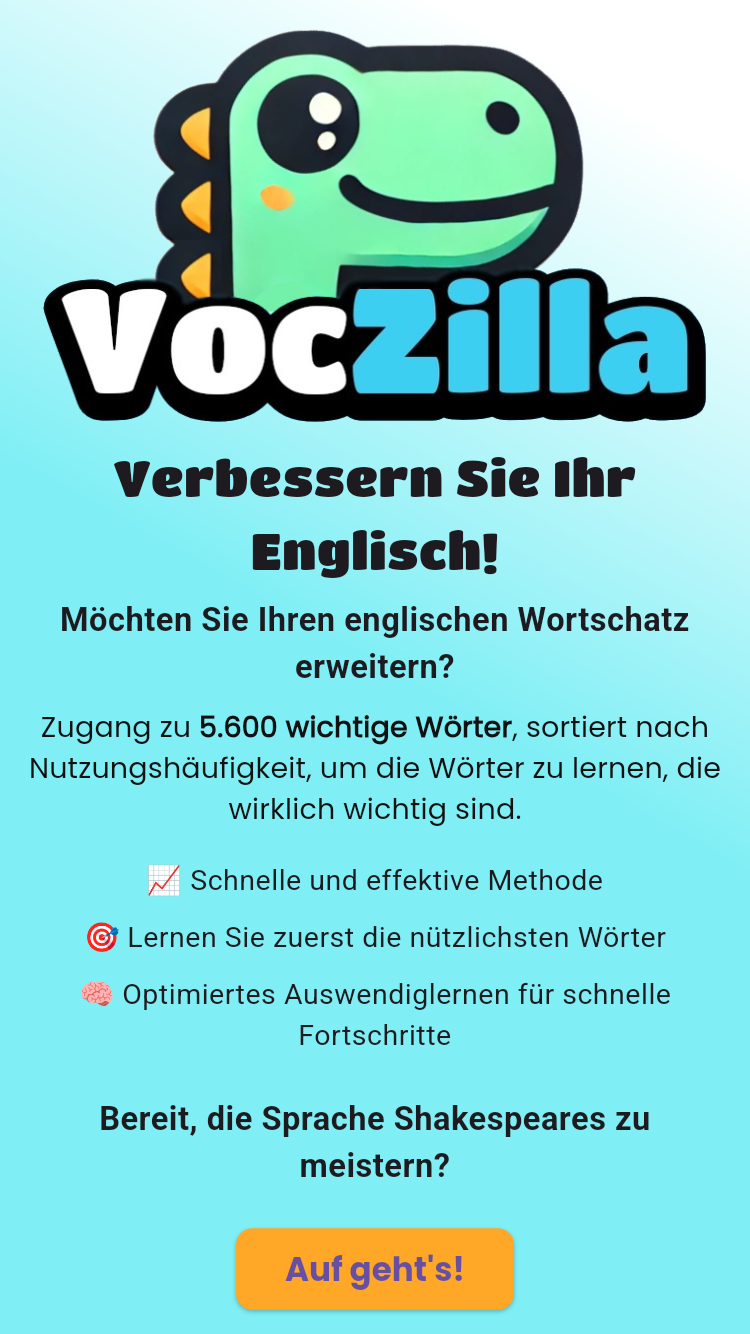 VocZilla
Verbessern Sie Ihr
Englisch!
Möchten Sie Ihren englischen Wortschatz
erweitern?
Zugang zu 5.600 wichtige Wörter, sortiert nach
Nutzungshäufigkeit, um die Wörter zu lernen, die
wirklich wichtig sind.
📈 Schnelle und effektive Methode
🎯 Lernen Sie zuerst die nützlichsten Wörter
🧠 Optimiertes Auswendiglernen für schnelle
Fortschritte
Bereit, die Sprache Shakespeares zu
meistern?
Auf geht's!